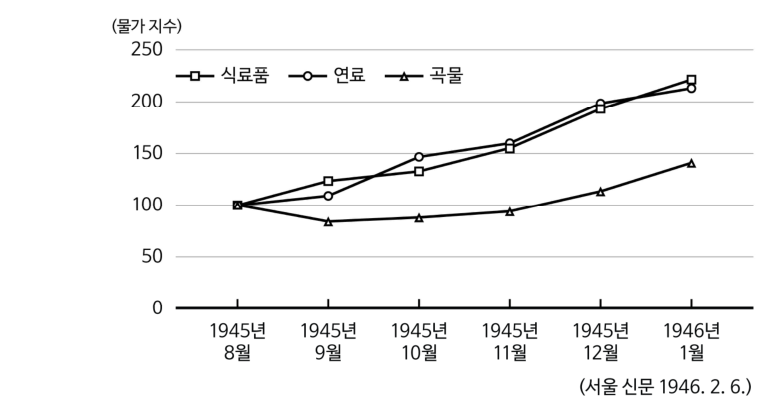 (물가 지수)
250
식료품 연료 곡물
200
150
100
50
0
1945년 1945년 1945년 1945년 1945년 1946년
8월 9월 10월 11월 12월 1월
(서울 신문 1946. 2. 6.)